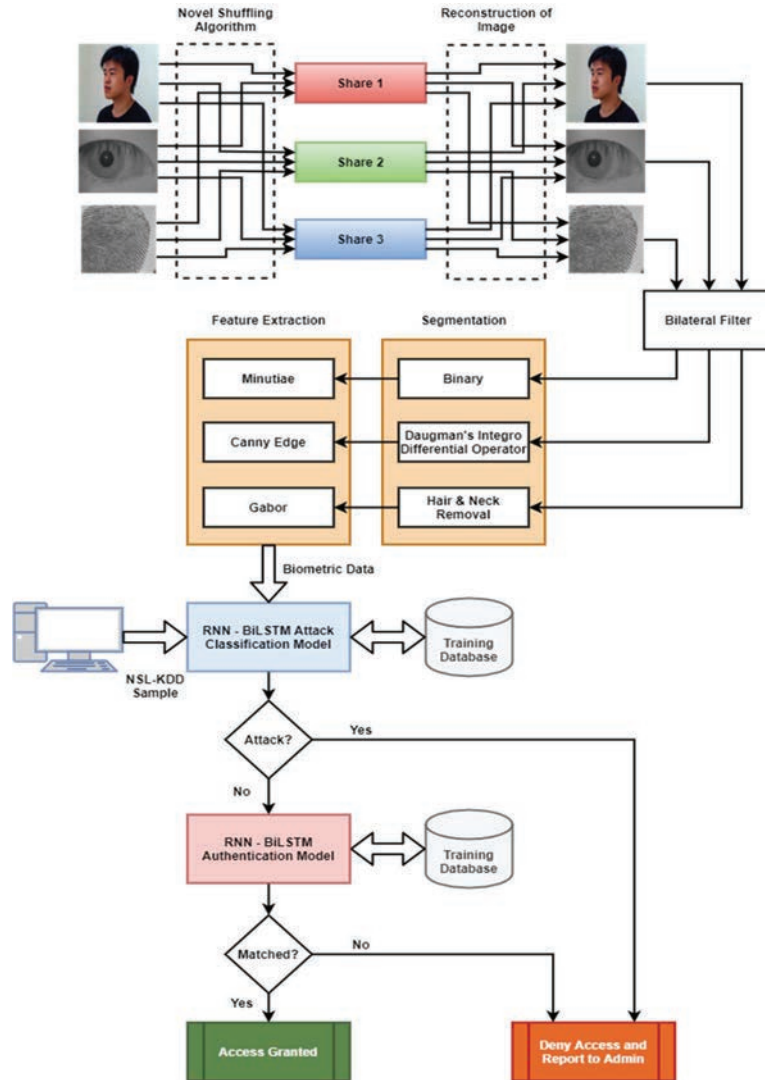 Novel Shuffling
Algorithm
Reconstruction of
Image
Share 1
Share 2
Share 3
Bilateral Filter
Feature Extraction
Segmentation
Minutiae
Binary
Canny Edge
Daugman's Integro
Differential Operator
Gabor
Hair & Neck
Removal
Biometric Data
NSL-KDD
Sample
RNN - BiLSTM Attack
Classification Model
Training
Database
Attack?
Yes
No
RNN - BiLSTM
Authentication Model
Training
Database
Matched?
No
Yes
Access Granted
Deny Access and
Report to Admin